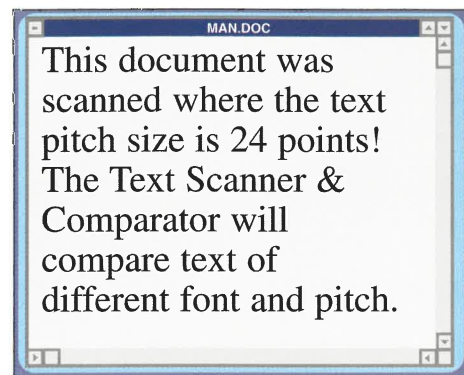 MAN.DOC
This document was
scanned where the text
pitch size is 24 points!
The Text Scanner &
Comparator will
compare text of
different font and pitch.